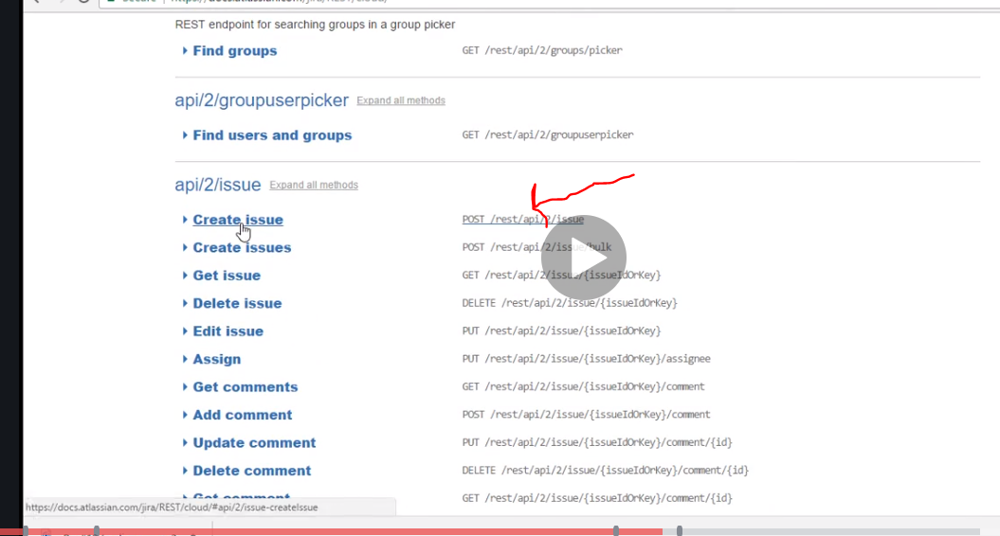 REST endpoint for searching groups in a group picker
Find groups GET /rest/api/2/groups/picker
api/2/groupuserpicker Expand all methods
Find users and groups GET /rest/api/2/groupuserpicker
api/2/issue Expand all methods
Create issue POST /rest/api/2/issue
Create issues POST /rest/api/2/issue/bulk
Get issue GET /rest/api/2/issue/{issueIdOrKey}
Delete issue DELETE /rest/api/2/issue/{issueIdOrKey}
Edit issue PUT /rest/api/2/issue/{issueIdOrKey}
Assign PUT /rest/api/2/issue/{issueIdOrKey}/assignee
Get comments GET /rest/api/2/issue/{issueIdOrKey}/comment
Add comment POST /rest/api/2/issue/{issueIdOrKey}/comment
Update comment PUT /rest/api/2/issue/{issueIdOrKey}/comment/{id}
Delete comment DELETE /rest/api/2/issue/{issueIdOrKey}/comment/{id}
Get comment GET /rest/api/2/issue/{issueIdOrKey}/comment/{id}
https://docs.atlassian.com/jira/REST/cloud/#api/2/issue-createIssue